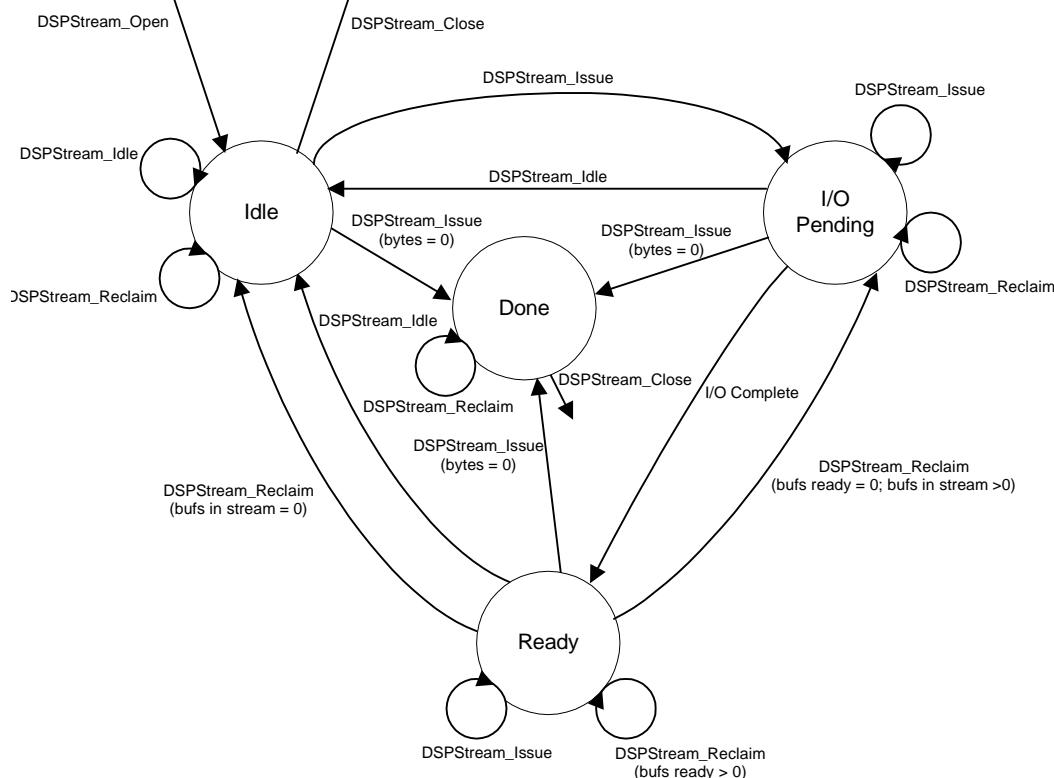 DSPStream_Open
DSPStream_Close
DSPStream_Issue
DSPStream_Issue
DSPStream_Idle
DSPStream_Idle
Idle
I/O
Pending
DSPStream_Issue
(bytes = 0)
DSPStream_Issue
(bytes = 0)
DSPStream_Reclaim
DSPStream_Reclaim
Done
DSPStream_Idle
DSPStream_Close
DSPStream_Reclaim
I/O Complete
DSPStream_Issue
(bytes = 0)
DSPStream_Reclaim
(bufs in stream = 0)
DSPStream_Reclaim
(bufs ready = 0; bufs in stream >0)
Ready
DSPStream_Issue
DSPStream_Reclaim
(bufs ready > 0)